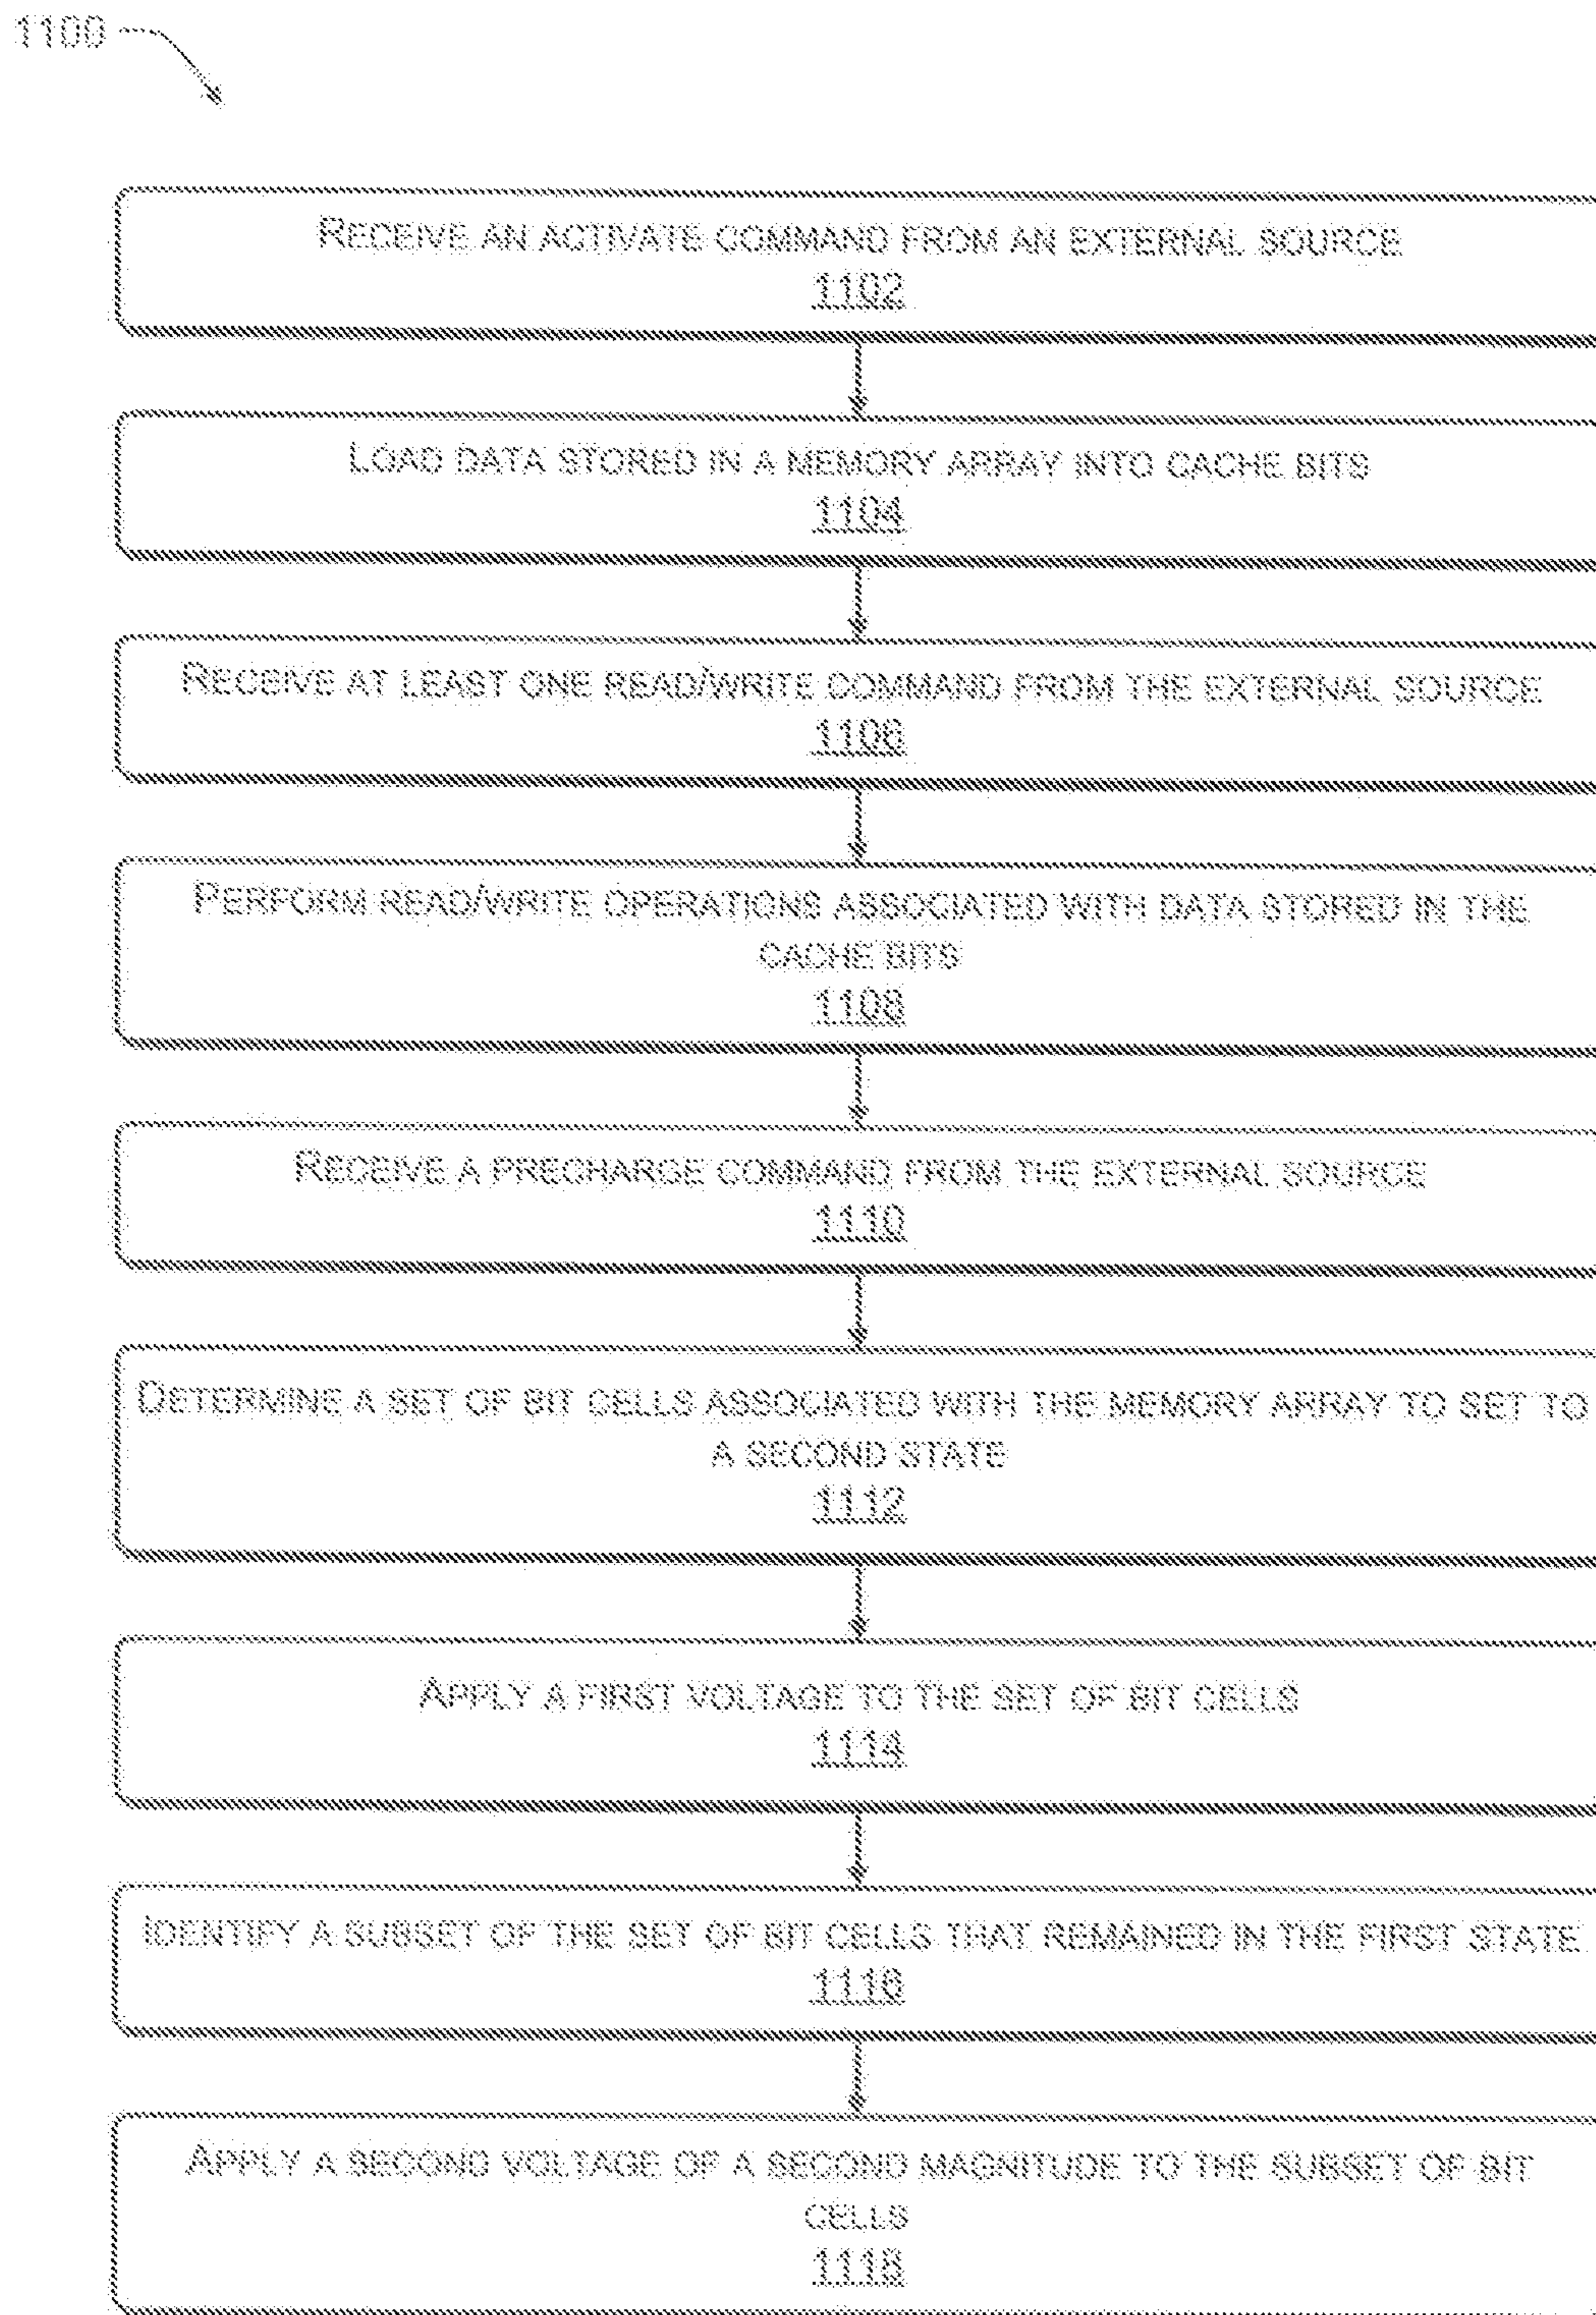 1100
RECEIVE AN ACTIVATE COMMAND FROM AN EXTERNAL SOURCE
1102
LOAD DATA STORED IN A MEMORY ARRAY INTO CACHE BITS
1104
RECEIVE AT LEAST ONE READ/WRITE COMMAND FROM THE EXTERNAL SOURCE
1106
PERFORM READ/WRITE OPERATIONS ASSOCIATED WITH DATA STORED IN THE
CACHE BITS
1108
RECEIVE A PRECHARGE COMMAND FROM THE EXTERNAL SOURCE
1110
DETERMINE A SET OF BIT CELLS ASSOCIATED WITH THE MEMORY ARRAY TO SET TO
A SECOND STATE
1112
APPLY A FIRST VOLTAGE TO THE SET OF BIT CELLS
1114
IDENTIFY A SUBSET OF THE SET OF BIT CELLS THAT REMAINED IN THE FIRST STATE
1116
APPLY A SECOND VOLTAGE OF A SECOND MAGNITUDE TO THE SUBSET OF BIT
CELLS
1118